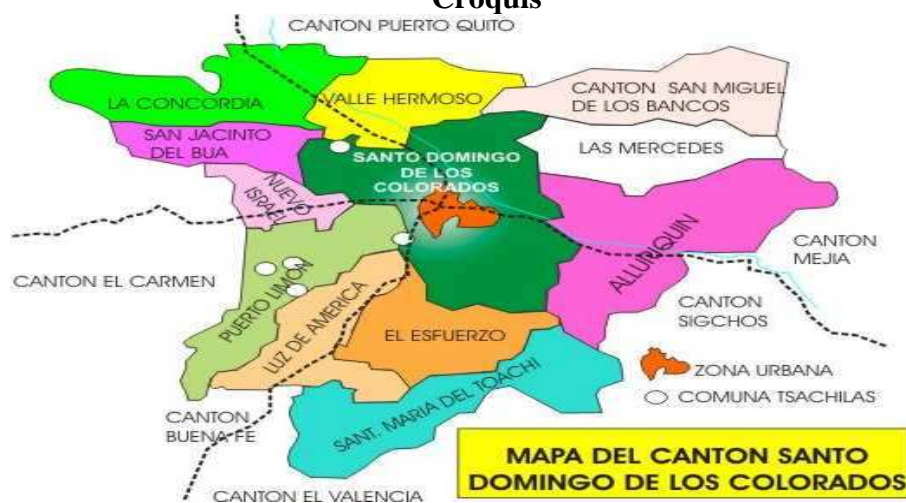 Croquis
CANTON PUERTO QUITO
LA CONCORDIA
VALLE HERMOSO
CANTON SAN MIGUEL
DE LOS BANCOS
SAN JACINTO
DEL BUA
LAS MERCEDES
SANTO DOMINGO
DE LOS
COLORADOS
NUEVO
ISRAEL
ALLURIQUIN
CANTON
MEJIA
CANTON EL CARMEN
PUERTO LIMÓN
LUZ DE AMERICA
CANTON
SIGCHOS
EL ESFUERZO
ZONA URBANA
COMUNA TSACHILAS
SANT. MARIA DEL TOACHI
CANTON
BUENA FE
CANTON EL VALENCIA
MAPA DEL CANTON SANTO
DOMINGO DE LOS COLORADOS